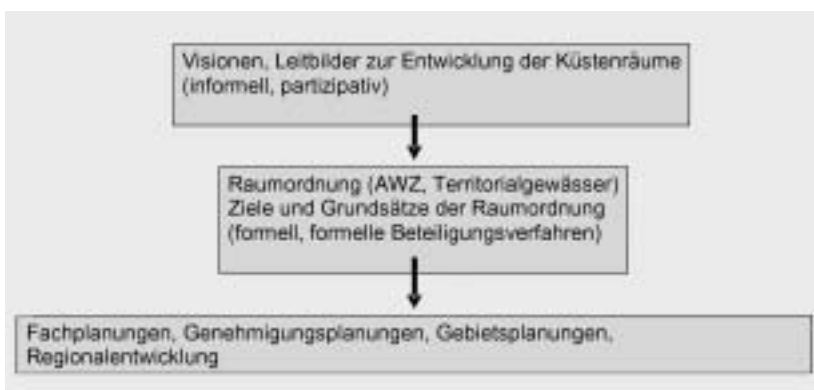 Visionen, Leitbilder zur Entwicklung der Küstenräume
(informell, partizipativ)
Raumordnung (AWZ, Territorialgewässer)
Ziele und Grundsätze der Raumordnung
(formell, formelle Beteiligungsverfahren)
Fachplanungen, Genehmigungsplanungen, Gebietsplanungen,
Regionalentwicklung